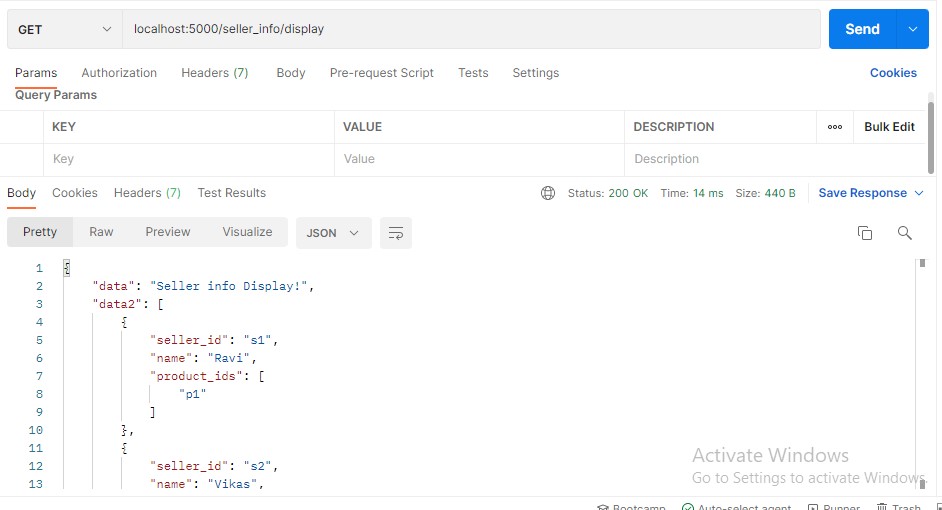 GET localhost:5000/seller_info/display Send
Params Authorization Headers (7) Body Pre-request Script Tests Settings Cookies
Query Params
KEY VALUE DESCRIPTION ooo Bulk Edit
Key Value Description
Body Cookies Headers (7) Test Results Status: 200 OK Time: 14 ms Size: 440 B Save Response
Pretty Raw Preview Visualize JSON
1 {
2 "data": "Seller info Display!",
3 "data2": [
4 {
5 "seller_id": "s1",
6 "name": "Ravi",
7 "product_ids": [
8 "p1"
9 ]
10 },
11 {
12 "seller_id": "s2",
13 "name": "Vikas",
Activate Windows
Go to Settings to activate Windows.
Bootcamp Auto-select agent Runner Trash